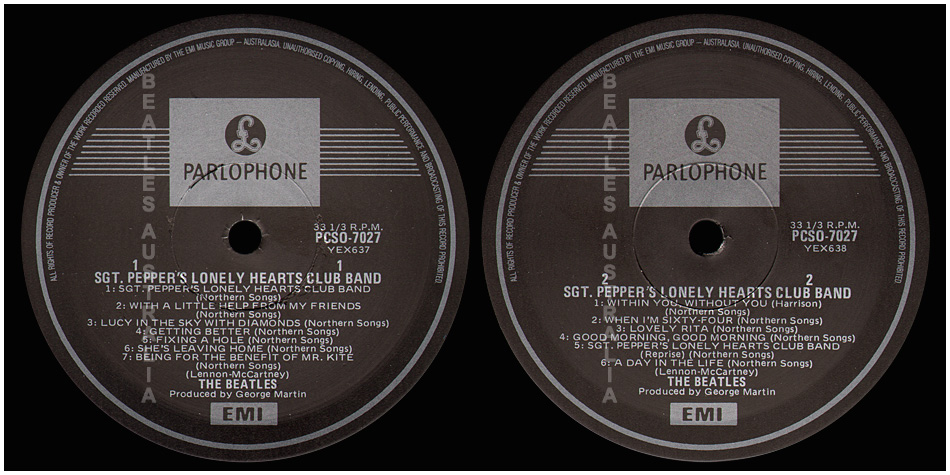 ALL RIGHTS OF RECORD PRODUCER & OWNER OF THE WORK RECORDED RESERVED. MANUFACTURED BY THE EMI MUSIC GROUP – AUSTRALASIA. UNAUTHORISED COPYING, HIRING, LENDING, PUBLIC PERFORMANCE AND BROADCASTING OF THIS RECORD PROHIBITED
BEATLES AUSTRALIA
£
PARLOPHONE
33 1/3 R.P.M.
PCSO-7027
YEX637
1 1
SGT. PEPPER'S LONELY HEARTS CLUB BAND
1: SGT. PEPPER'S LONELY HEARTS CLUB BAND
(Northern Songs)
2: WITH A LITTLE HELP FROM MY FRIENDS
(Northern Songs)
3: LUCY IN THE SKY WITH DIAMONDS (Northern Songs)
4: GETTING BETTER (Northern Songs)
5: FIXING A HOLE (Northern Songs)
6: SHE'S LEAVING HOME (Northern Songs)
7: BEING FOR THE BENEFIT OF MR. KITE
(Northern Songs)
(Lennon-McCartney)
THE BEATLES
Produced by George Martin
EMI
ALL RIGHTS OF RECORD PRODUCER & OWNER OF THE WORK RECORDED RESERVED. MANUFACTURED BY THE EMI MUSIC GROUP – AUSTRALASIA. UNAUTHORISED COPYING, HIRING, LENDING, PUBLIC PERFORMANCE AND BROADCASTING OF THIS RECORD PROHIBITED
BEATLES AUSTRALIA
£
PARLOPHONE
33 1/3 R.P.M.
PCSO-7027
YEX638
2 2
SGT. PEPPER'S LONELY HEARTS CLUB BAND
1: WITHIN YOU, WITHOUT YOU (Harrison)
(Northern Songs)
2: WHEN I'M SIXTY-FOUR (Northern Songs)
3: LOVELY RITA (Northern Songs)
4: GOOD MORNING, GOOD MORNING (Northern Songs)
5: SGT. PEPPER'S LONELY HEARTS CLUB BAND
(Reprise) (Northern Songs)
6: A DAY IN THE LIFE (Northern Songs)
(Lennon-McCartney)
THE BEATLES
Produced by George Martin
EMI